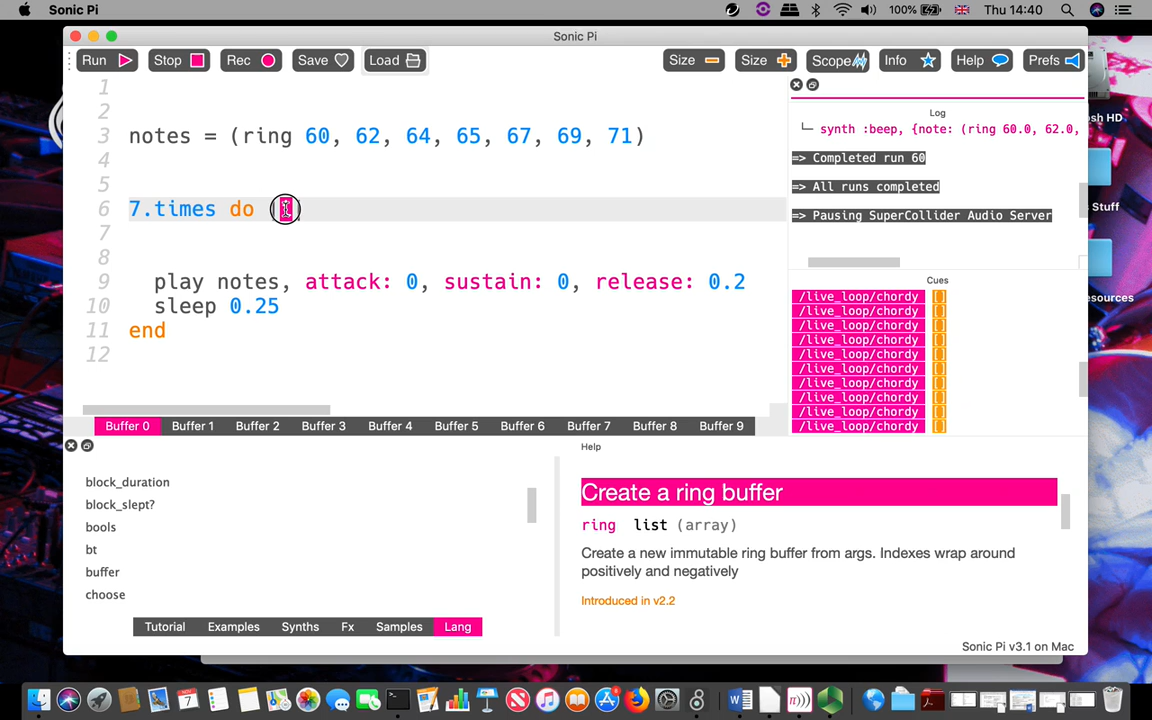 Sonic Pi
100%
Thu 14:40
Sonic Pi
Run
Stop
Rec
Save
Load
Size
Size
Scope
Info
Help
Prefs
1
2
3 notes = (ring 60, 62, 64, 65, 67, 69, 71)
4
5
6 7.times do
7
8
9 play notes, attack: 0, sustain: 0, release: 0.2
10 sleep 0.25
11 end
12
Log
synth :beep, {note: (ring 60.0, 62.0,
=> Completed run 60
=> All runs completed
=> Pausing SuperCollider Audio Server
Cues
/live_loop/chordy []
/live_loop/chordy []
/live_loop/chordy []
/live_loop/chordy []
/live_loop/chordy []
/live_loop/chordy []
/live_loop/chordy []
/live_loop/chordy []
/live_loop/chordy []
/live_loop/chordy []
Buffer 0
Buffer 1
Buffer 2
Buffer 3
Buffer 4
Buffer 5
Buffer 6
Buffer 7
Buffer 8
Buffer 9
block_duration
block_slept?
bools
bt
buffer
choose
Tutorial
Examples
Synths
Fx
Samples
Lang
Help
Create a ring buffer
ring list (array)
Create a new immutable ring buffer from args. Indexes wrap around
positively and negatively
Introduced in v2.2
Sonic Pi v3.1 on Mac
osh HD
Stuff
esources